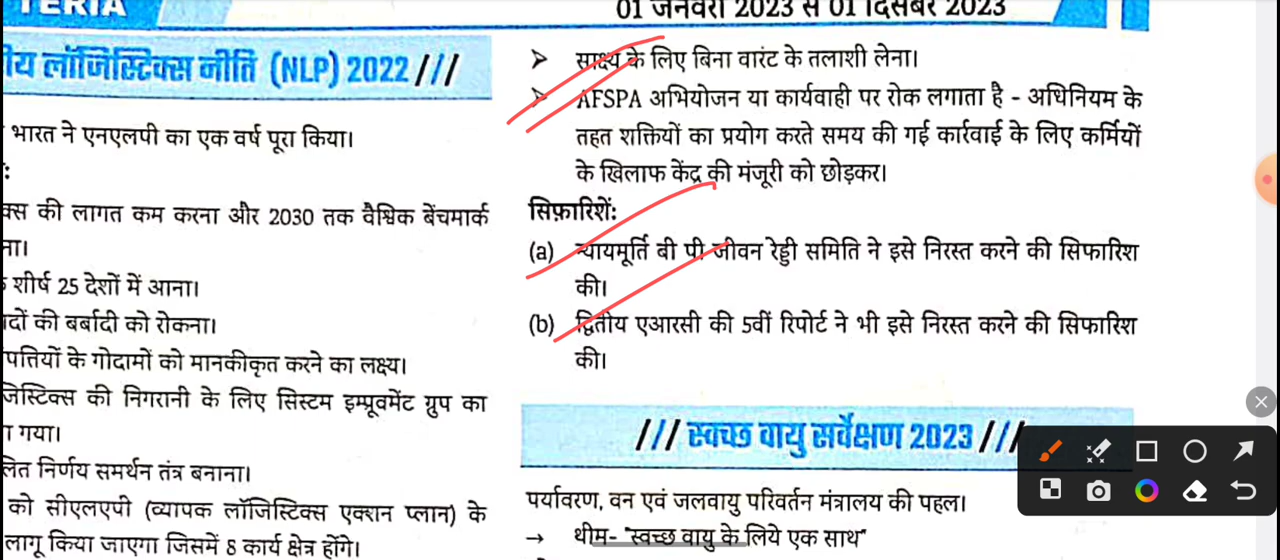 TERIA
01 जनवरी 2023 से 01 दिसंबर 2023
लॉजिस्टिक्स नीति (NLP) 2022 ///
भारत ने एनएलपी का एक वर्ष पूरा किया।
:
की लागत कम करना और 2030 तक वैश्विक बेंचमार्क
शीर्ष 25 देशों में आना।
की बर्बादी को रोकना।
के गोदामों को मानकीकृत करने का लक्ष्य।
की निगरानी के लिए सिस्टम इम्प्रूवमेंट ग्रुप का
गया।
निर्णय समर्थन तंत्र बनाना।
को सीएलएपी (व्यापक लॉजिस्टिक्स एक्शन प्लान) के
लागू किया जाएगा जिसमें 8 कार्य क्षेत्र होंगे।
➤ साक्ष्य के लिए बिना वारंट के तलाशी लेना।
➤ AFSPA अभियोजन या कार्यवाही पर रोक लगाता है - अधिनियम के
तहत शक्तियों का प्रयोग करते समय की गई कार्रवाई के लिए कर्मियों
के खिलाफ केंद्र की मंजूरी को छोड़कर।
सिफ़ारिशें:
(a) न्यायमूर्ति बी पी जीवन रेड्डी समिति ने इसे निरस्त करने की सिफारिश
की।
(b) द्वितीय एआरसी की 5वीं रिपोर्ट ने भी इसे निरस्त करने की सिफारिश
की।
/// स्वच्छ वायु सर्वेक्षण 2023 ///
पर्यावरण, वन एवं जलवायु परिवर्तन मंत्रालय की पहल।
→ थीम- "स्वच्छ वायु के लिये एक साथ"